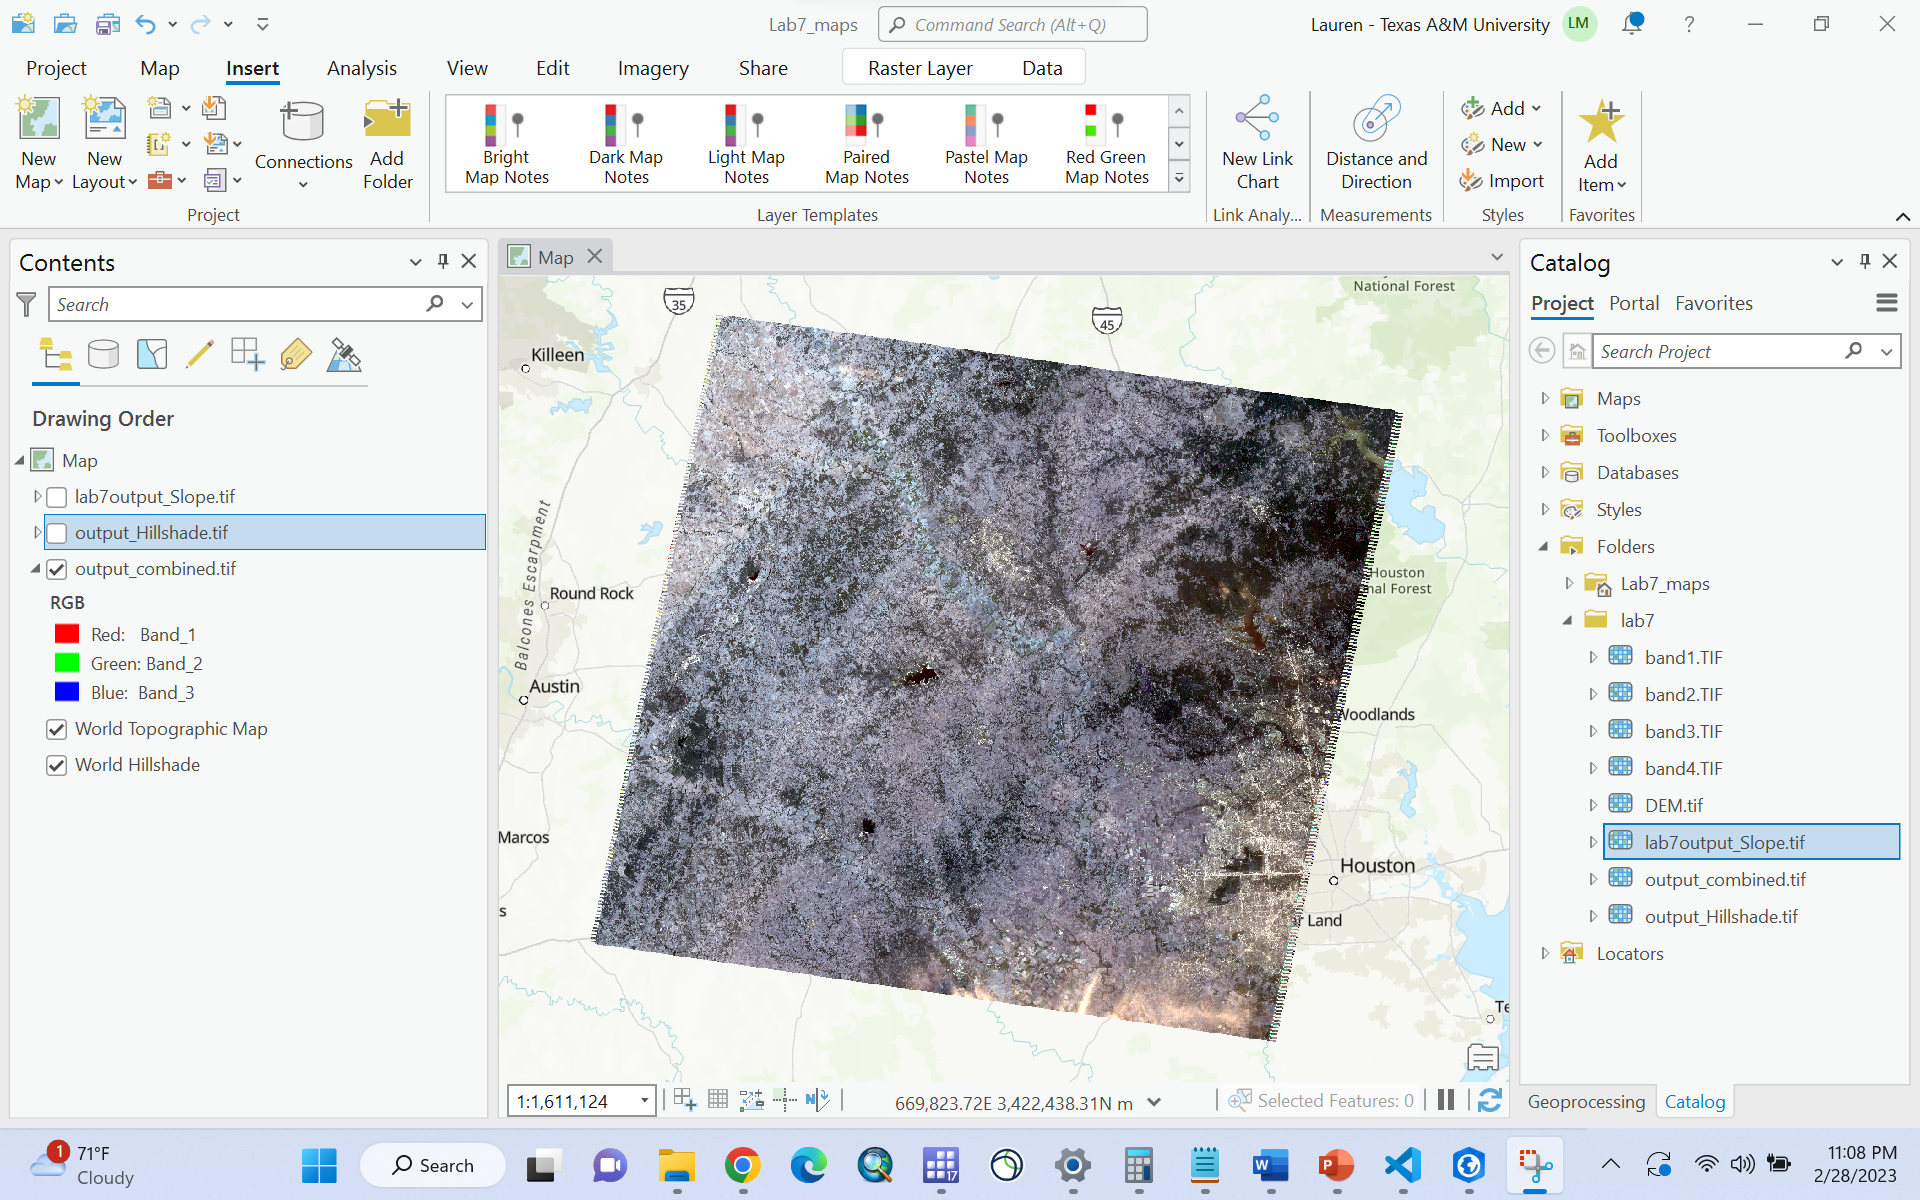 Lab7_maps
Command Search (Alt+Q)
Lauren - Texas A&M University
LM
?
Project
Map
Insert
Analysis
View
Edit
Imagery
Share
Raster Layer
Data
New
Map
New
Layout
Connections
Add
Folder
Project
Bright
Map Notes
Dark Map
Notes
Light Map
Notes
Paired
Map Notes
Pastel Map
Notes
Red Green
Map Notes
Layer Templates
New Link
Chart
Link Analy...
Distance and
Direction
Measurements
Add
New
Import
Styles
Add
Item
Favorites
Contents
Search
Drawing Order
Map
lab7output_Slope.tif
output_Hillshade.tif
output_combined.tif
RGB
Red: Band_1
Green: Band_2
Blue: Band_3
World Topographic Map
World Hillshade
Map
35
45
National Forest
Killeen
Balcones Escarpment
Round Rock
Austin
Marcos
s
Houston
nal Forest
Woodlands
Houston
r Land
Te
1:1,611,124
N
669,823.72E 3,422,438.31N m
Selected Features: 0
Catalog
Project
Portal
Favorites
Search Project
Maps
Toolboxes
Databases
Styles
Folders
Lab7_maps
lab7
band1.TIF
band2.TIF
band3.TIF
band4.TIF
DEM.tif
lab7output_Slope.tif
output_combined.tif
output_Hillshade.tif
Locators
Geoprocessing
Catalog
1
71°F
Cloudy
Search
17
W
P
11:08 PM
2/28/2023